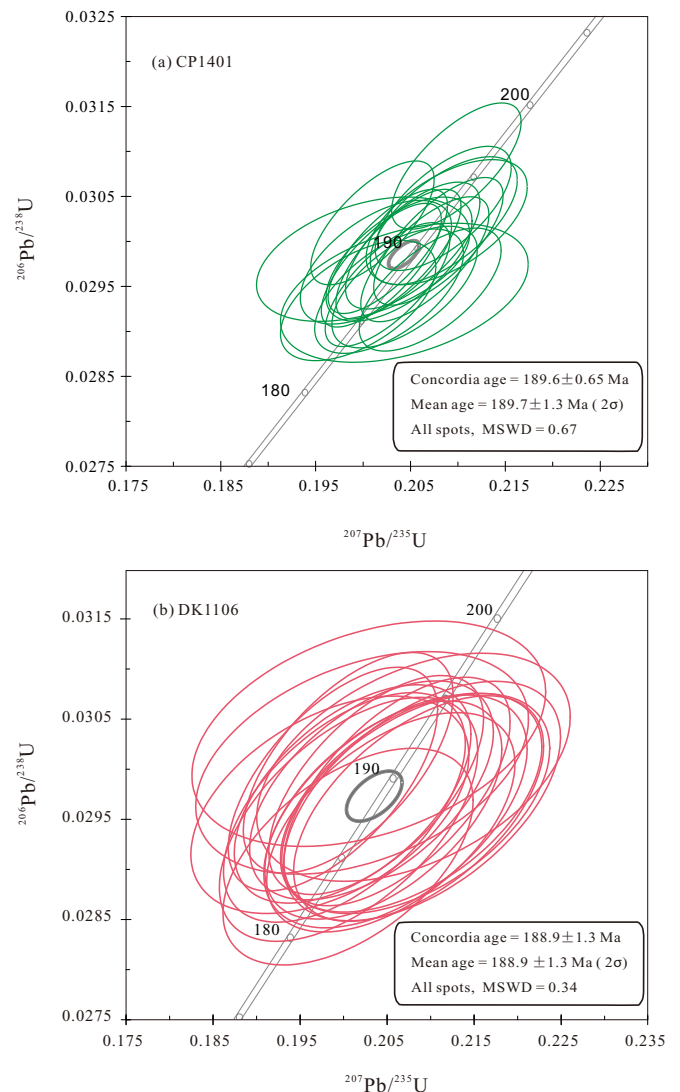 0.0325
(a) CP1401
200
0.0315
0.0305
²⁰⁶Pb/²³⁸U
190
0.0295
180
0.0285
Concordia age = 189.6±0.65 Ma
Mean age = 189.7±1.3 Ma ( 2σ)
All spots, MSWD = 0.67
0.0275
0.175 0.185 0.195 0.205 0.215 0.225
²⁰⁷Pb/²³⁵U
(b) DK1106
200
0.0315
0.0305
²⁰⁶Pb/²³⁸U
190
0.0295
0.0285
180
Concordia age = 188.9±1.3 Ma
Mean age = 188.9 ±1.3 Ma ( 2σ)
All spots, MSWD = 0.34
0.0275
0.175 0.185 0.195 0.205 0.215 0.225 0.235
²⁰⁷Pb/²³⁵U